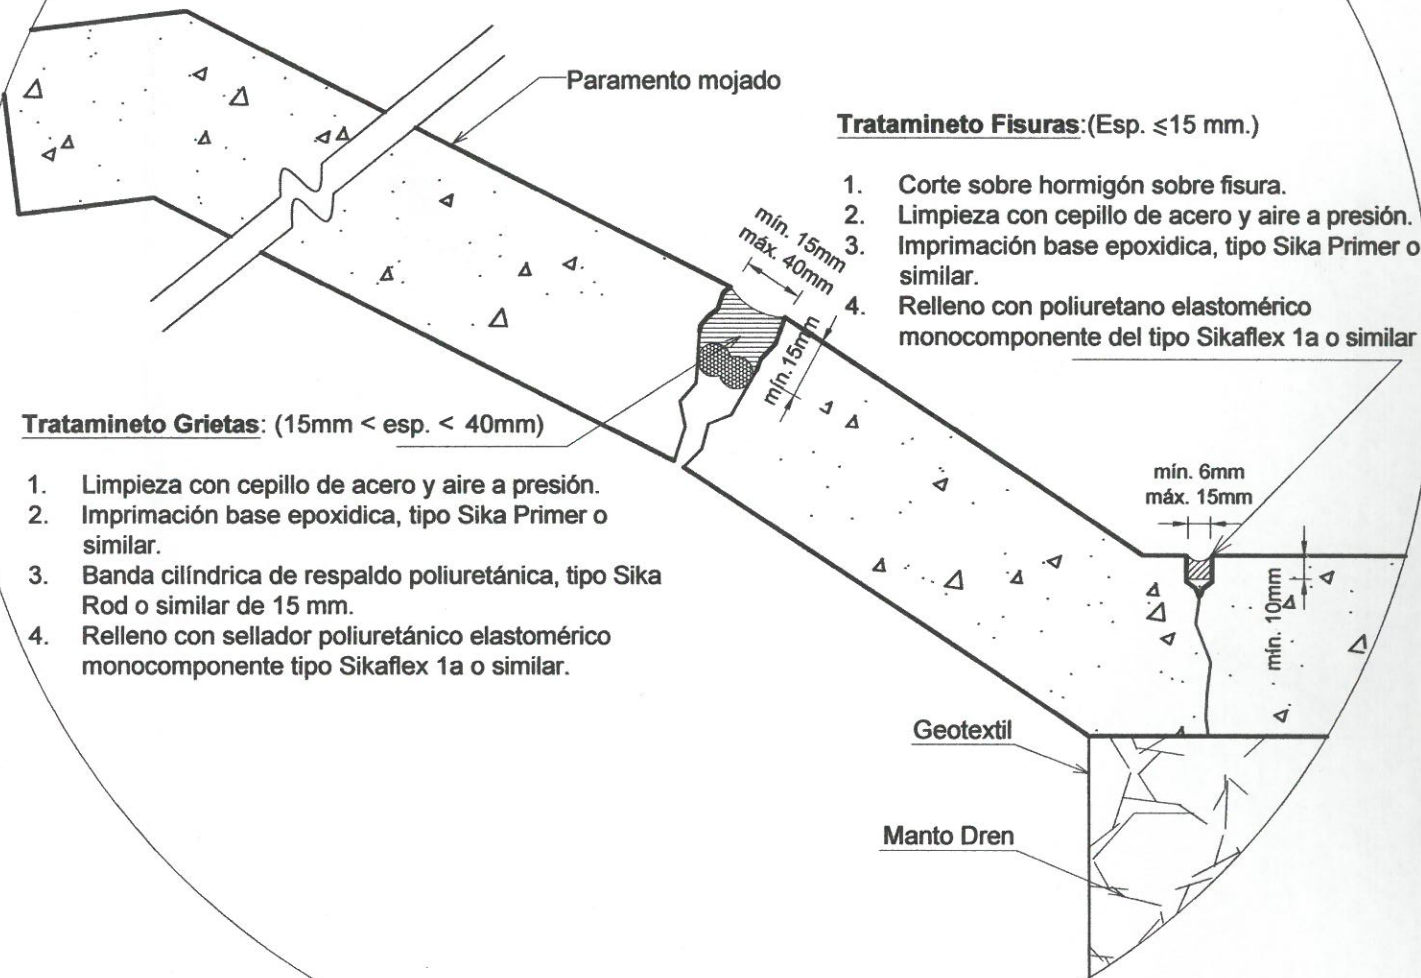 Paramento mojado
Tratamineto Fisuras:(Esp. ≤15 mm.)
1. Corte sobre hormigón sobre fisura.
2. Limpieza con cepillo de acero y aire a presión.
3. Imprimación base epoxidica, tipo Sika Primer o
similar.
4. Relleno con poliuretano elastomérico
monocomponente del tipo Sikaflex 1a o similar
mín. 15mm
máx. 40mm
mín. 15mm
Tratamineto Grietas: (15mm < esp. < 40mm)
1. Limpieza con cepillo de acero y aire a presión.
2. Imprimación base epoxidica, tipo Sika Primer o
similar.
3. Banda cilíndrica de respaldo poliuretánica, tipo Sika
Rod o similar de 15 mm.
4. Relleno con sellador poliuretánico elastomérico
monocomponente tipo Sikaflex 1a o similar.
mín. 6mm
máx. 15mm
mín. 10mm
Geotextil
Manto Dren